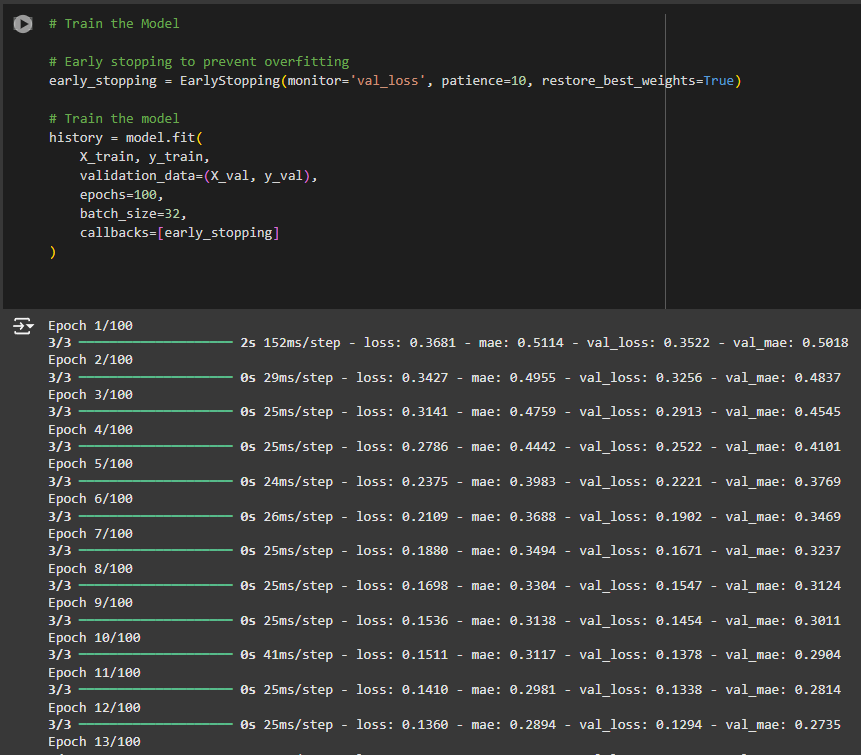 # Train the Model
# Early stopping to prevent overfitting
early_stopping = EarlyStopping(monitor='val_loss', patience=10, restore_best_weights=True)
# Train the model
history = model.fit(
    X_train, y_train,
    validation_data=(X_val, y_val),
    epochs=100,
    batch_size=32,
    callbacks=[early_stopping]
)
Epoch 1/100
3/3 ━━━━━━━━━━━━━━━━━━━━ 2s 152ms/step - loss: 0.3681 - mae: 0.5114 - val_loss: 0.3522 - val_mae: 0.5018
Epoch 2/100
3/3 ━━━━━━━━━━━━━━━━━━━━ 0s 29ms/step - loss: 0.3427 - mae: 0.4955 - val_loss: 0.3256 - val_mae: 0.4837
Epoch 3/100
3/3 ━━━━━━━━━━━━━━━━━━━━ 0s 25ms/step - loss: 0.3141 - mae: 0.4759 - val_loss: 0.2913 - val_mae: 0.4545
Epoch 4/100
3/3 ━━━━━━━━━━━━━━━━━━━━ 0s 25ms/step - loss: 0.2786 - mae: 0.4442 - val_loss: 0.2522 - val_mae: 0.4101
Epoch 5/100
3/3 ━━━━━━━━━━━━━━━━━━━━ 0s 24ms/step - loss: 0.2375 - mae: 0.3983 - val_loss: 0.2221 - val_mae: 0.3769
Epoch 6/100
3/3 ━━━━━━━━━━━━━━━━━━━━ 0s 26ms/step - loss: 0.2109 - mae: 0.3688 - val_loss: 0.1902 - val_mae: 0.3469
Epoch 7/100
3/3 ━━━━━━━━━━━━━━━━━━━━ 0s 25ms/step - loss: 0.1880 - mae: 0.3494 - val_loss: 0.1671 - val_mae: 0.3237
Epoch 8/100
3/3 ━━━━━━━━━━━━━━━━━━━━ 0s 25ms/step - loss: 0.1698 - mae: 0.3304 - val_loss: 0.1547 - val_mae: 0.3124
Epoch 9/100
3/3 ━━━━━━━━━━━━━━━━━━━━ 0s 25ms/step - loss: 0.1536 - mae: 0.3138 - val_loss: 0.1454 - val_mae: 0.3011
Epoch 10/100
3/3 ━━━━━━━━━━━━━━━━━━━━ 0s 41ms/step - loss: 0.1511 - mae: 0.3117 - val_loss: 0.1378 - val_mae: 0.2904
Epoch 11/100
3/3 ━━━━━━━━━━━━━━━━━━━━ 0s 25ms/step - loss: 0.1410 - mae: 0.2981 - val_loss: 0.1338 - val_mae: 0.2814
Epoch 12/100
3/3 ━━━━━━━━━━━━━━━━━━━━ 0s 25ms/step - loss: 0.1360 - mae: 0.2894 - val_loss: 0.1294 - val_mae: 0.2735
Epoch 13/100